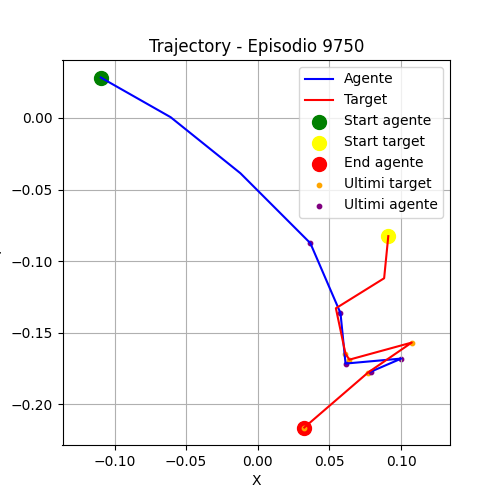 Trajectory - Episodio 9750
Agente
Target
Start agente
Start target
End agente
Ultimi target
Ultimi agente
0.00
−0.05
−0.10
−0.15
−0.20
−0.10
−0.05
0.00
0.05
0.10
X